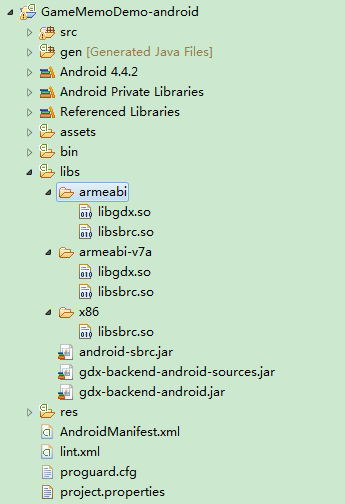 GameMemoDemo-android
src
gen [Generated Java Files]
Android 4.4.2
Android Private Libraries
Referenced Libraries
assets
bin
libs
armeabi
libgdx.so
libsbrc.so
armeabi-v7a
libgdx.so
libsbrc.so
x86
libsbrc.so
android-sbrc.jar
gdx-backend-android-sources.jar
gdx-backend-android.jar
res
AndroidManifest.xml
lint.xml
proguard.cfg
project.properties